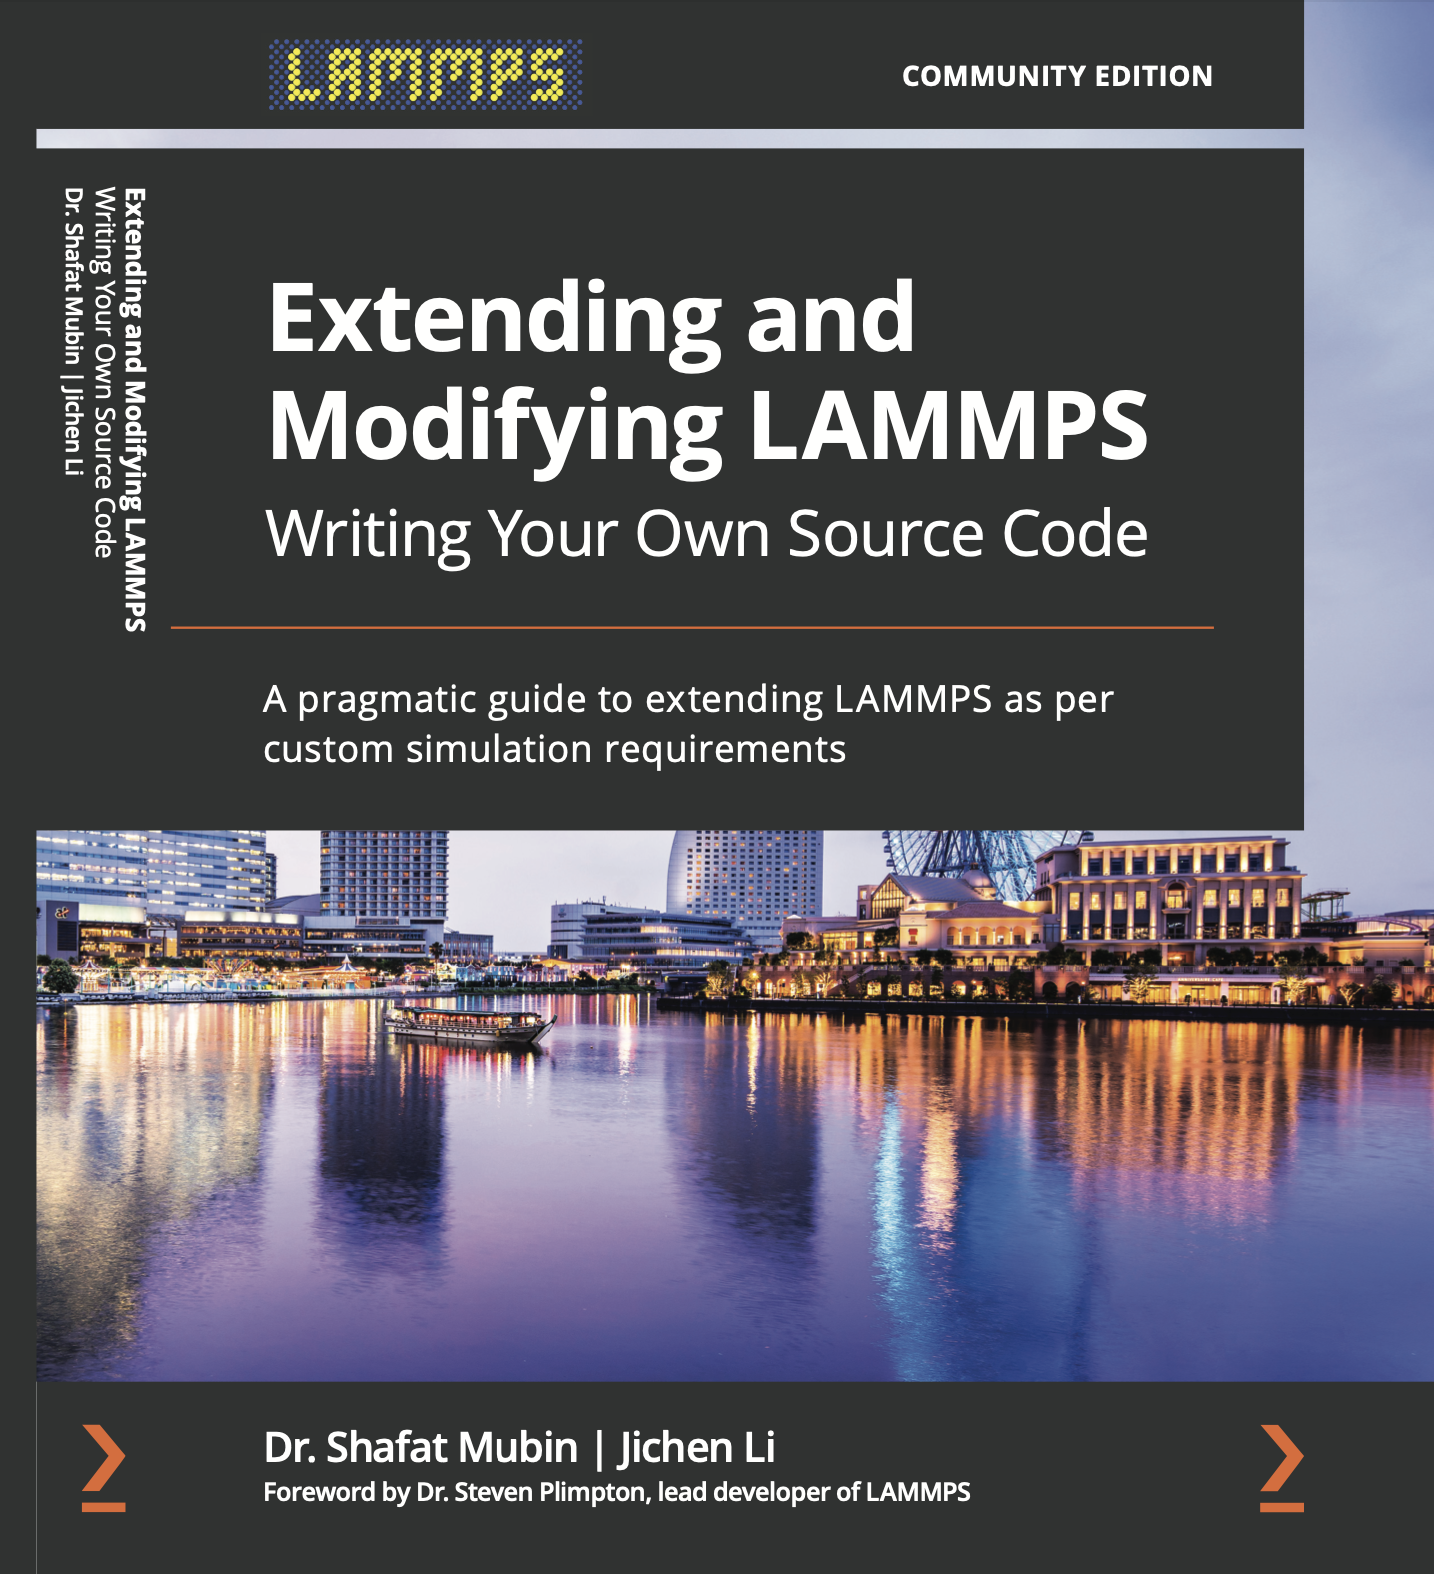 LAMMPS
COMMUNITY EDITION
Extending and Modifying LAMMPS
Writing Your Own Source Code
Dr. Shafat Mubin | Jichen Li
Extending and
Modifying LAMMPS
Writing Your Own Source Code
A pragmatic guide to extending LAMMPS as per
custom simulation requirements
Dr. Shafat Mubin | Jichen Li
Foreword by Dr. Steven Plimpton, lead developer of LAMMPS